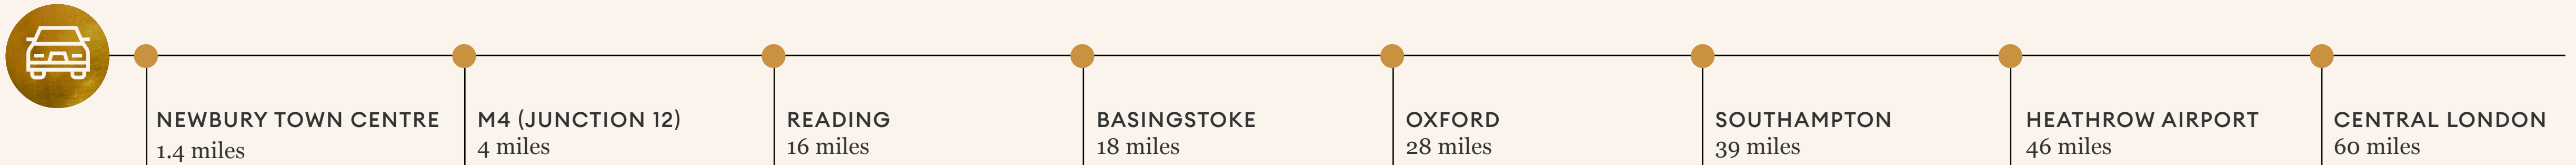 NEWBURY TOWN CENTRE
1.4 miles
M4 (JUNCTION 12)
4 miles
READING
16 miles
BASINGSTOKE
18 miles
OXFORD
28 miles
SOUTHAMPTON
39 miles
HEATHROW AIRPORT
46 miles
CENTRAL LONDON
60 miles